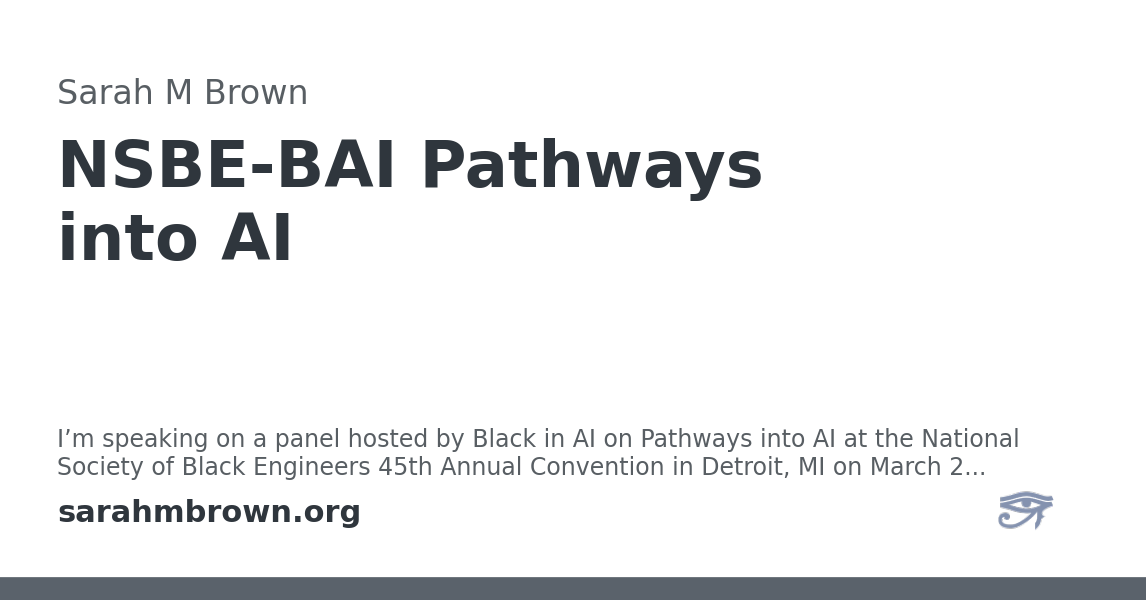 Sarah M Brown
NSBE-BAI Pathways
into AI
I’m speaking on a panel hosted by Black in AI on Pathways into AI at the National
Society of Black Engineers 45th Annual Convention in Detroit, MI on March 2...
sarahmbrown.org